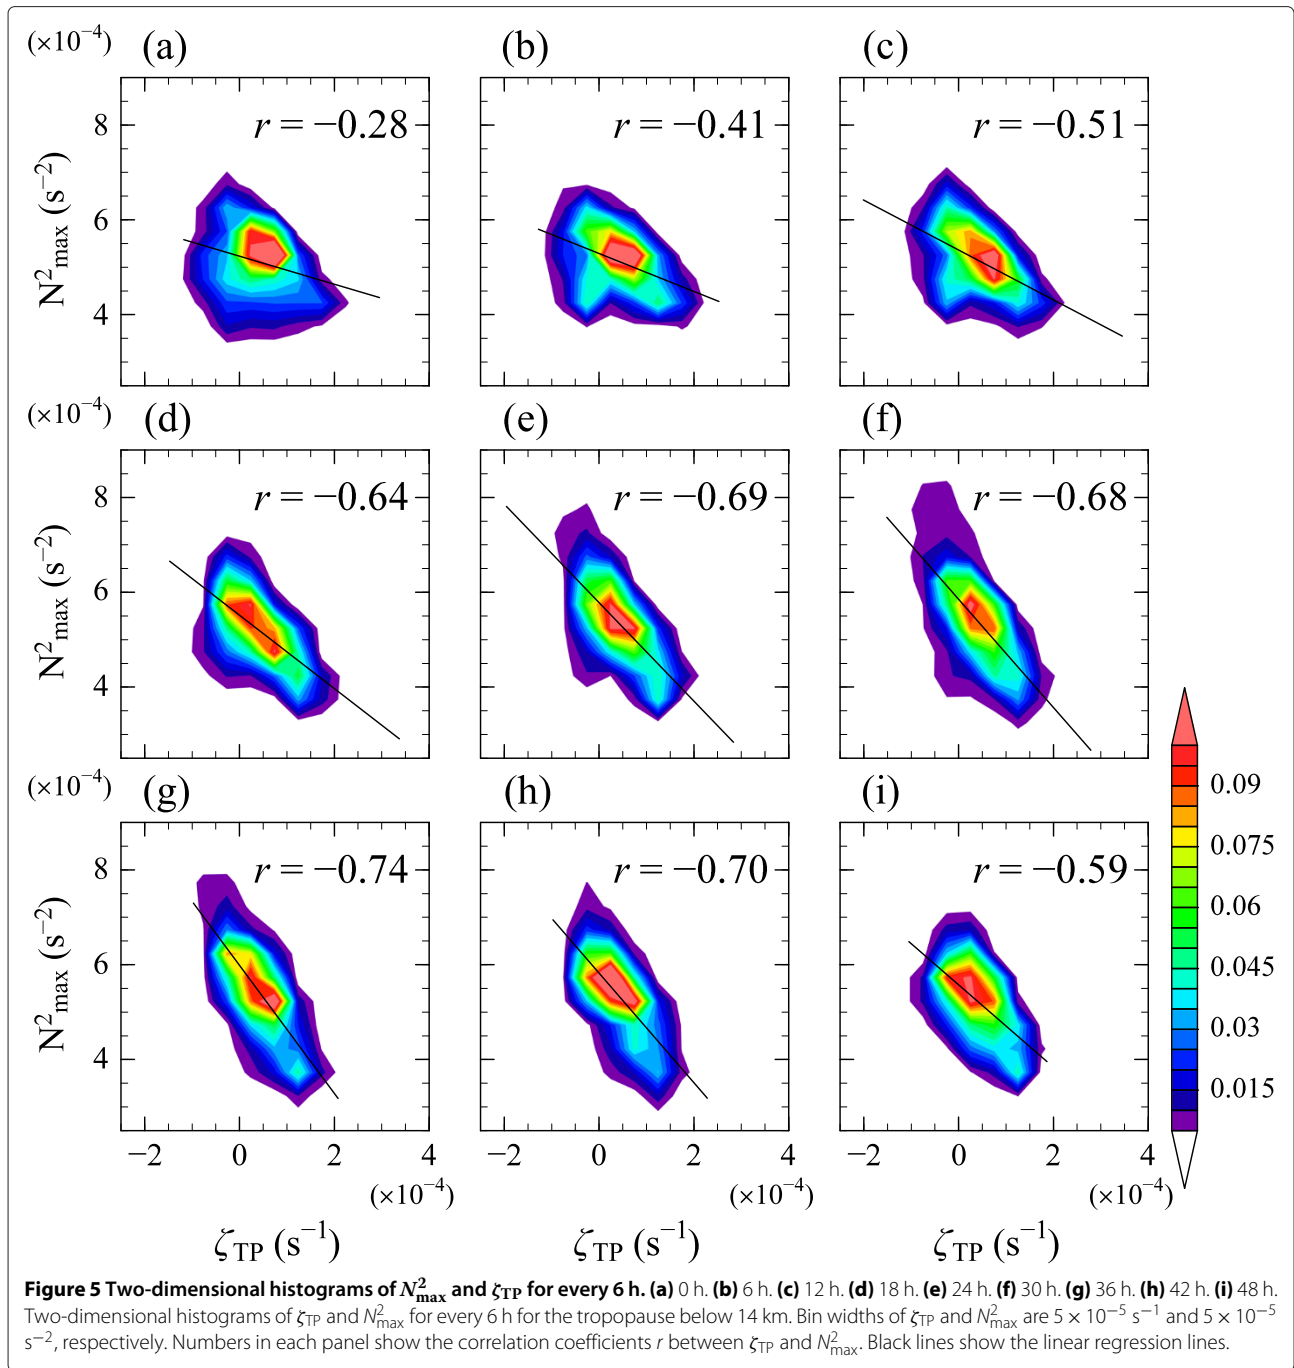 (×10−4) (a) (b) (c)
r = −0.28 r = −0.41 r = −0.51
8
6
4
N2max (s−2)
(×10−4) (d) (e) (f)
r = −0.64 r = −0.69 r = −0.68
8
6
4
N2max (s−2)
(×10−4) (g) (h) (i)
r = −0.74 r = −0.70 r = −0.59
8
6
4
N2max (s−2)
0.09
0.075
0.06
0.045
0.03
0.015
−2 0 2 4 −2 0 2 4 −2 0 2 4
(×10−4) (×10−4) (×10−4)
ζTP (s−1) ζTP (s−1) ζTP (s−1)
Figure 5 Two-dimensional histograms of N2max and ζTP for every 6 h. (a) 0 h. (b) 6 h. (c) 12 h. (d) 18 h. (e) 24 h. (f) 30 h. (g) 36 h. (h) 42 h. (i) 48 h.
Two-dimensional histograms of ζTP and N2max for every 6 h for the tropopause below 14 km. Bin widths of ζTP and N2max are 5 × 10−5 s−1 and 5 × 10−5
s−2, respectively. Numbers in each panel show the correlation coefficients r between ζTP and N2max. Black lines show the linear regression lines.